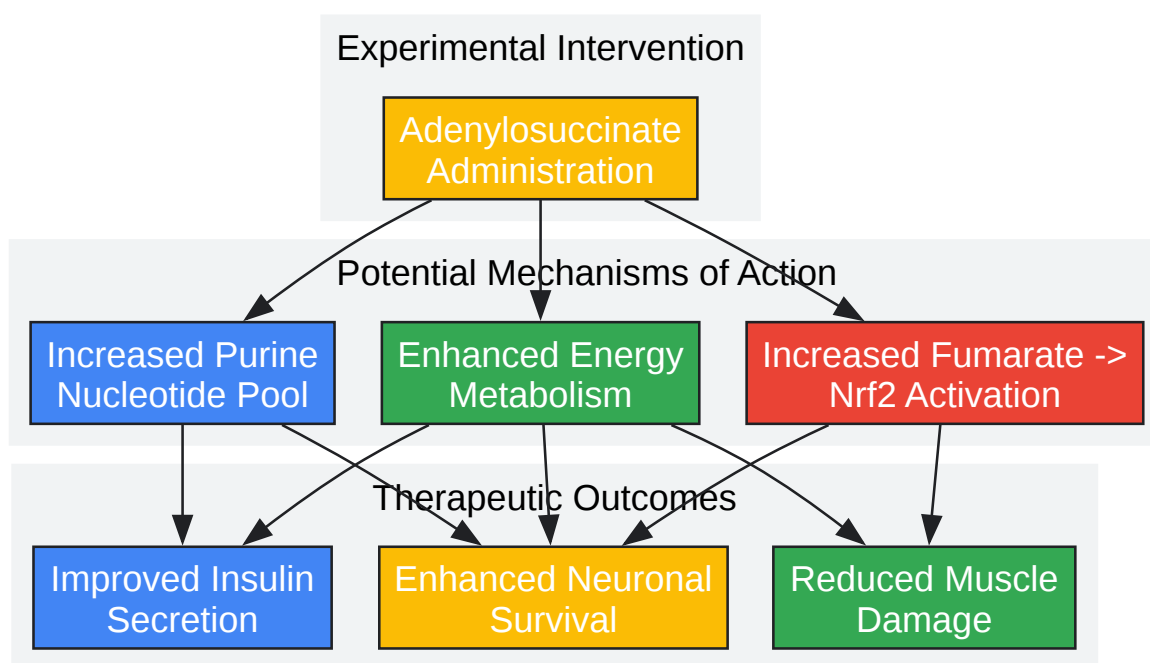 Experimental Intervention
Adenylosuccinate
Administration
Potential Mechanisms of Action
Increased Purine
Nucleotide Pool
Enhanced Energy
Metabolism
Increased Fumarate ->
Nrf2 Activation
Therapeutic Outcomes
Improved Insulin
Secretion
Enhanced Neuronal
Survival
Reduced Muscle
Damage